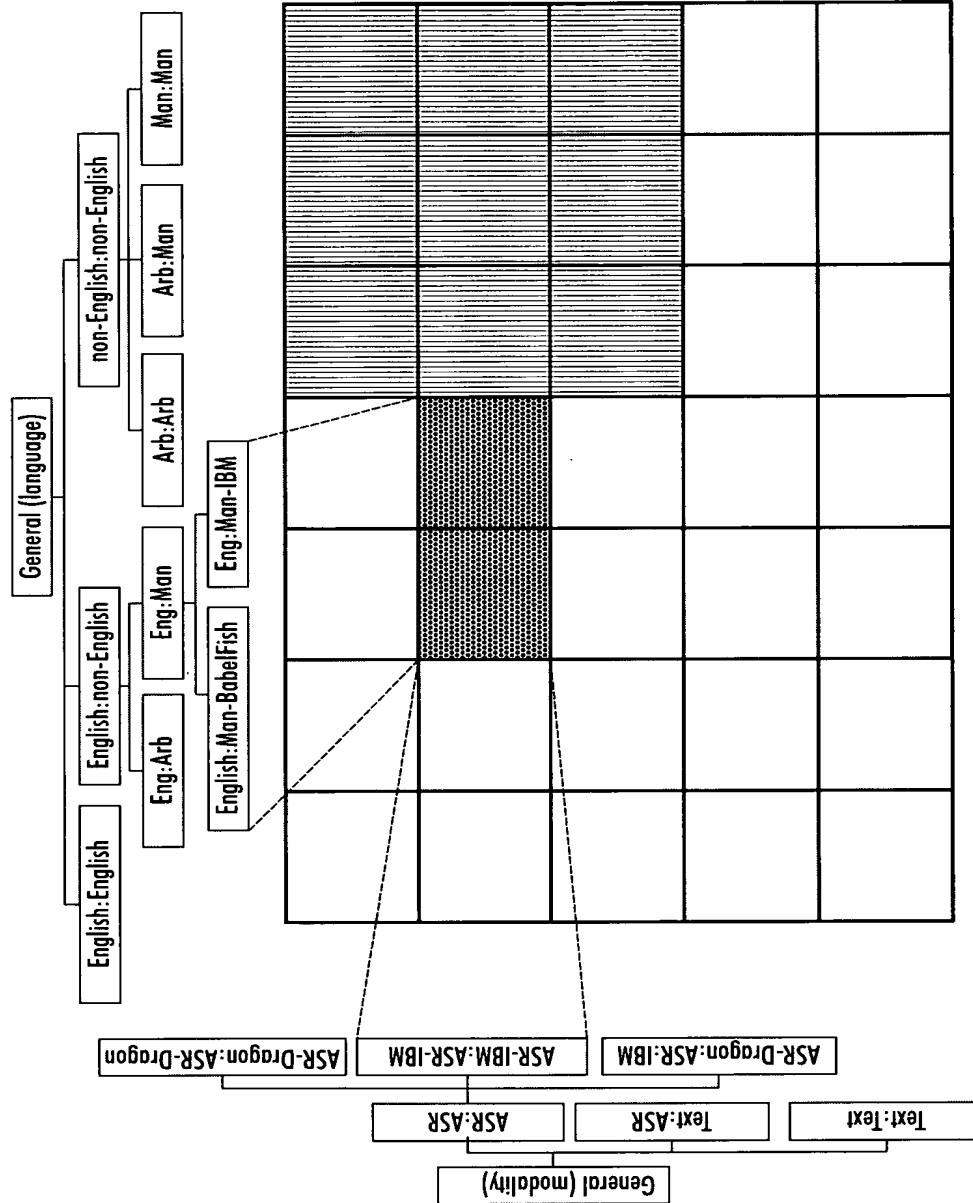 General (language)
English:English
English:non-English
non-English:non-English
Eng:Arb
Eng:Man
Arb:Arb
Arb:Man
Man:Man
English:Man-BabelFish
Eng:Man-IBM
General (modality)
ASR:ASR
Text:ASR
Text:Text
ASR-Dragon:ASR-Dragon
ASR-IBM:ASR-IBM
ASR-Dragon:ASR-IBM